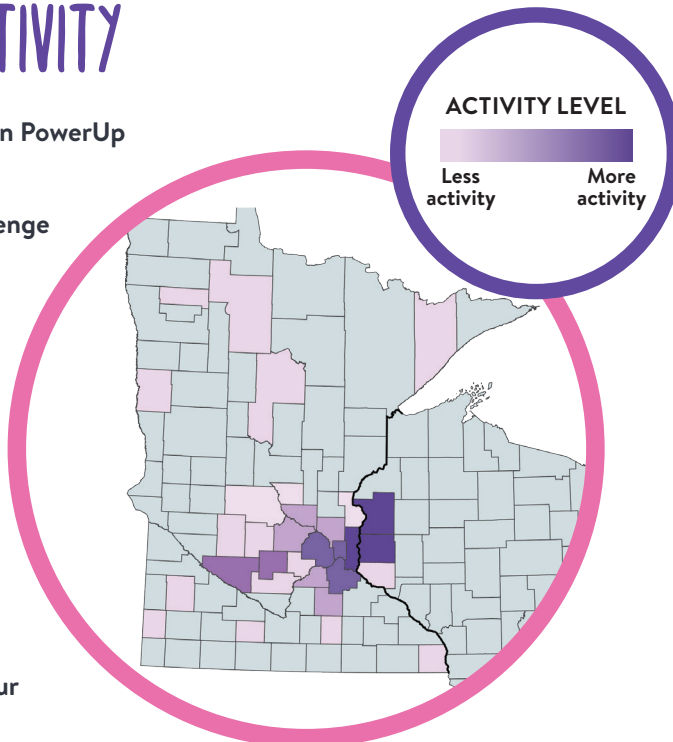 TIVITY
n PowerUp
enge
ur
ACTIVITY LEVEL
Less
activity
More
activity